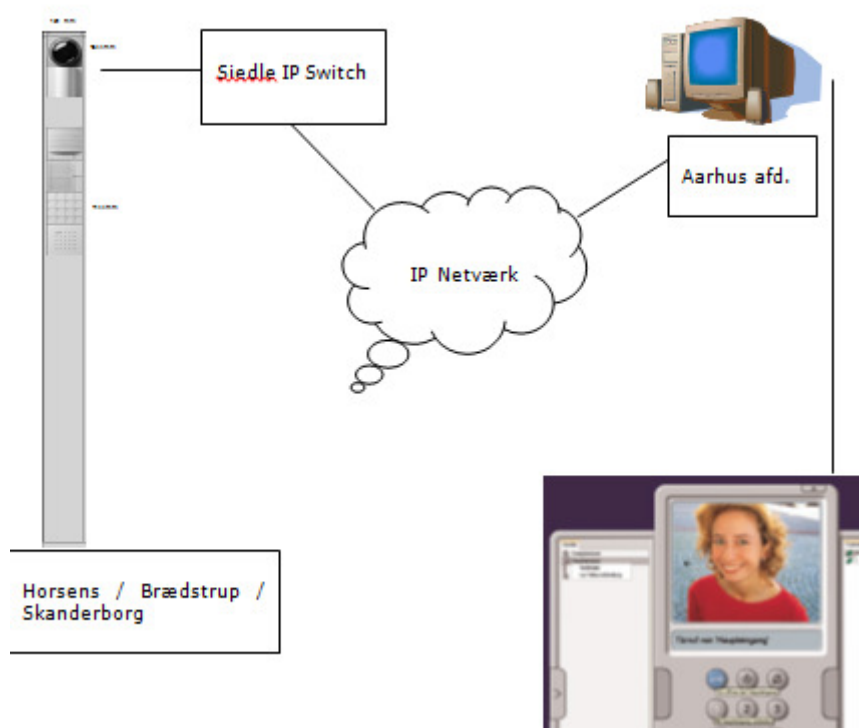 Siedle IP Switch
Aarhus afd.
IP Netværk
Horsens / Brædstrup /
Skanderborg